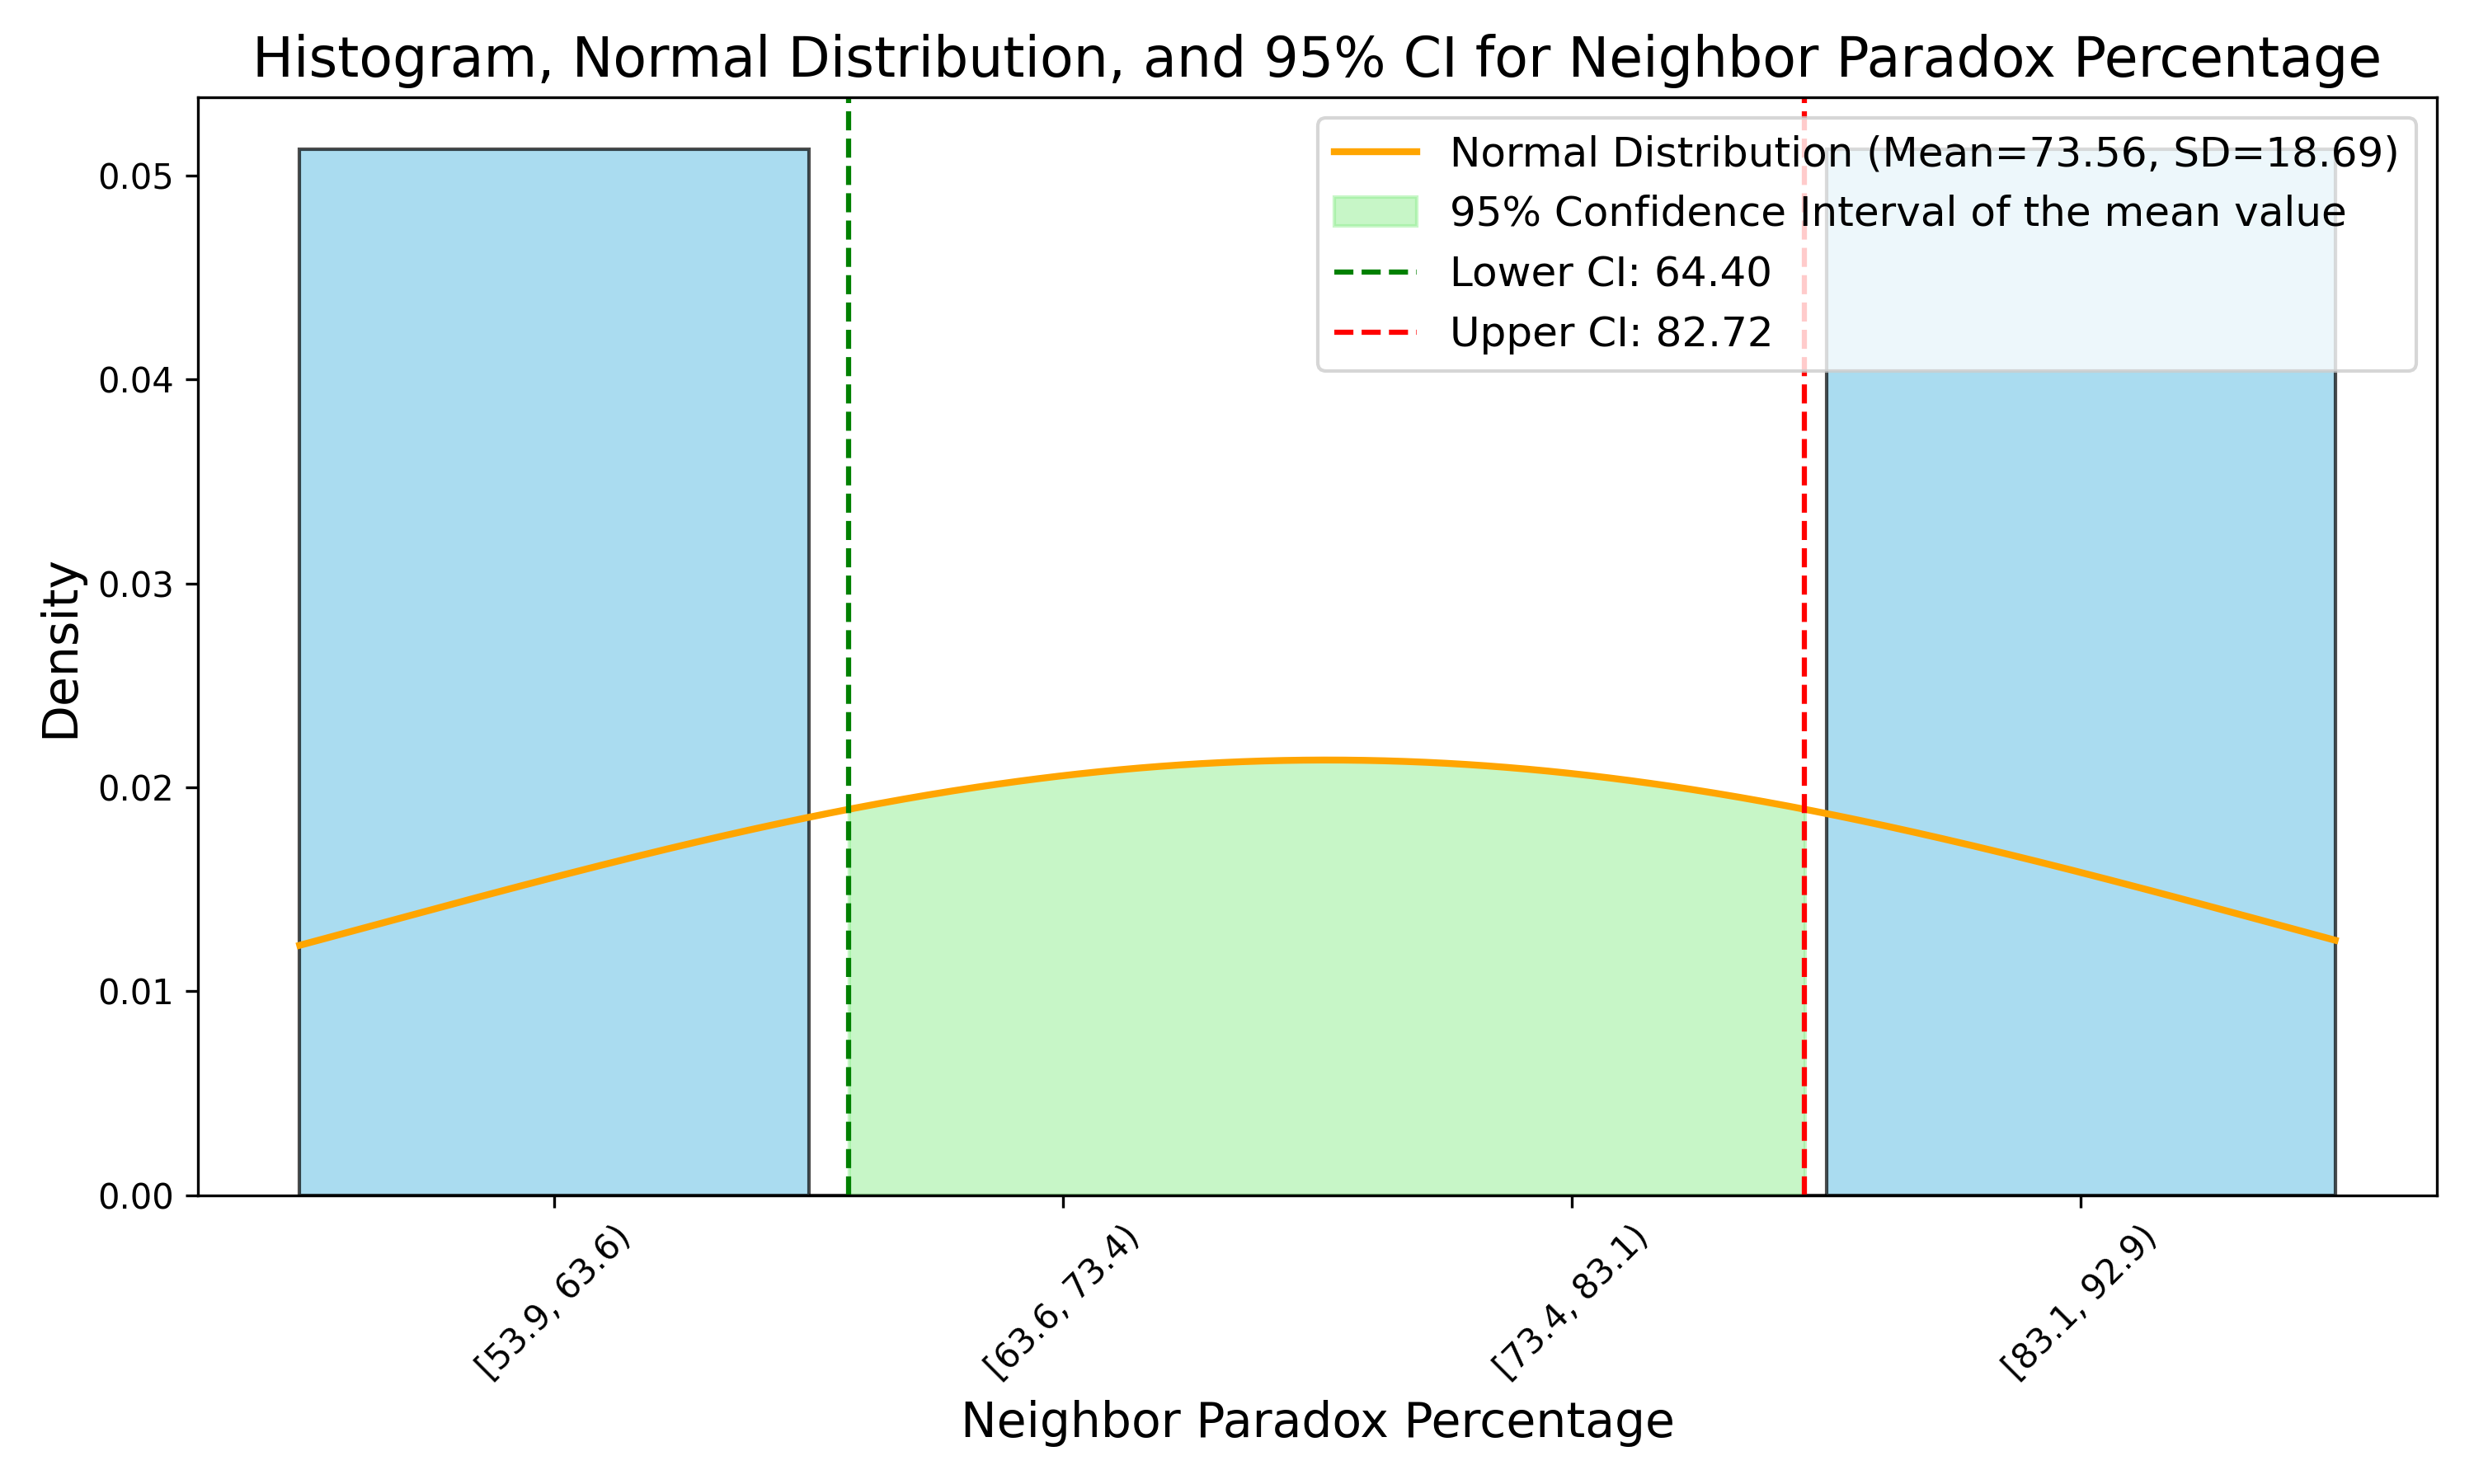 Histogram, Normal Distribution, and 95% CI for Neighbor Paradox Percentage
Normal Distribution (Mean=73.56, SD=18.69)
95% Confidence Interval of the mean value
Lower CI: 64.40
Upper CI: 82.72
Density
0.05
0.04
0.03
0.02
0.01
0.00
[53.9, 63.6)
[63.6, 73.4)
[73.4, 83.1)
[83.1, 92.9)
Neighbor Paradox Percentage